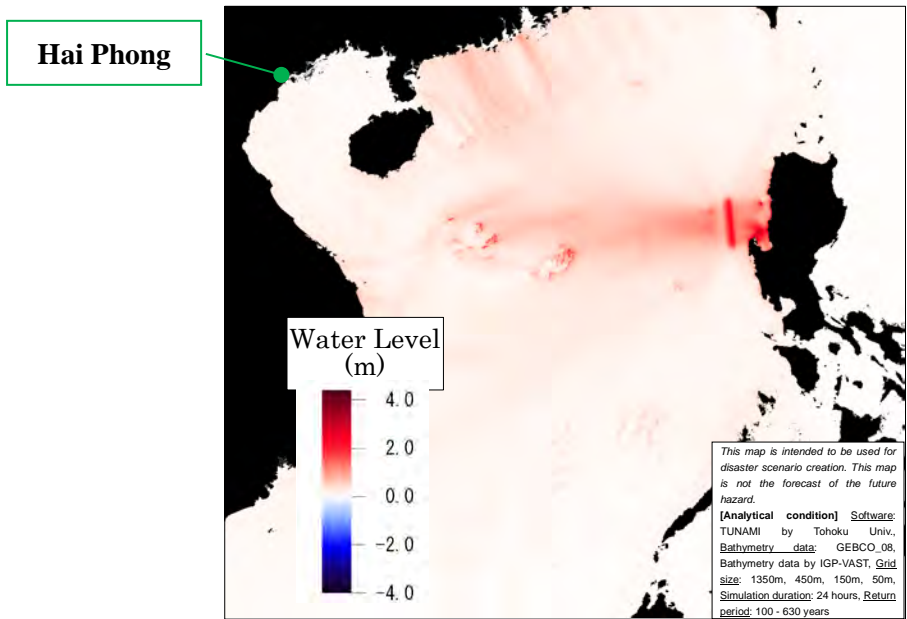 Hai Phong
Water Level
(m)
4.0
2.0
0.0
-2.0
-4.0
This map is intended to be used for
disaster scenario creation. This map
is not the forecast of the future
hazard.
[Analytical condition] Software:
TUNAMI by Tohoku Univ.,
Bathymetry data: GEBCO_08,
Bathymetry data by IGP-VAST, Grid
size: 1350m, 450m, 150m, 50m,
Simulation duration: 24 hours, Return
period: 100 - 630 years